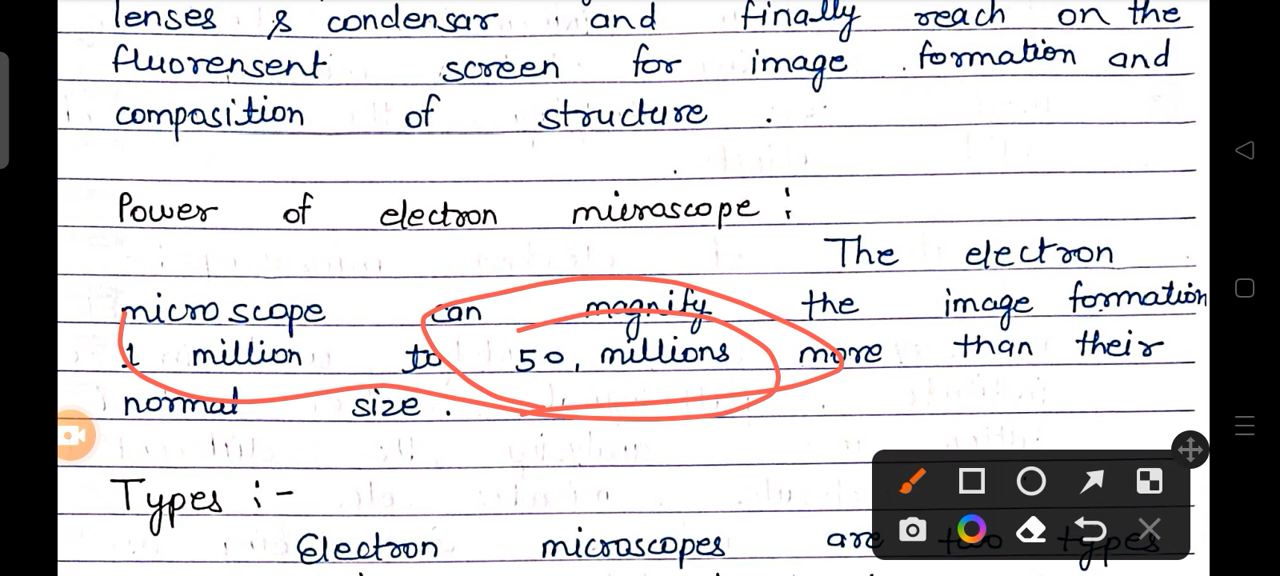 lenses & condensar and finally reach on the
fluorensent screen for image formation and
composition of structure .
Power of electron mierascope :
The electron
microscope can magnify the image formation
1 million to 50, millions more than their
normal size .
Types :-
Electron microscopes are two types